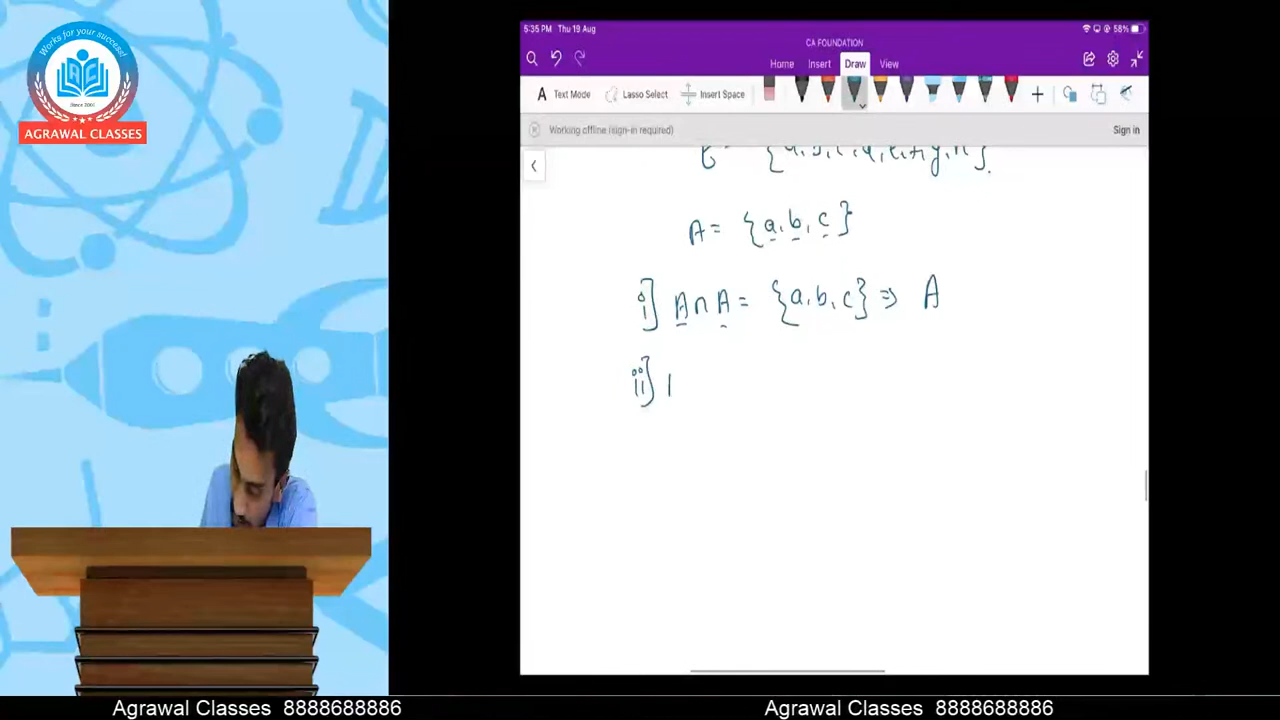 Works for your success!
AC
Since 2001
AGRAWAL CLASSES
5:35 PM Thu 19 Aug
58%
CA FOUNDATION
Home Insert Draw View
A Text Mode Lasso Select Insert Space
Working offline (sign-in required) Sign in
A = {a, b, c}
i] A∩A = {a, b, c} ⇒ A
ii]
Agrawal Classes 8888688886 Agrawal Classes 8888688886